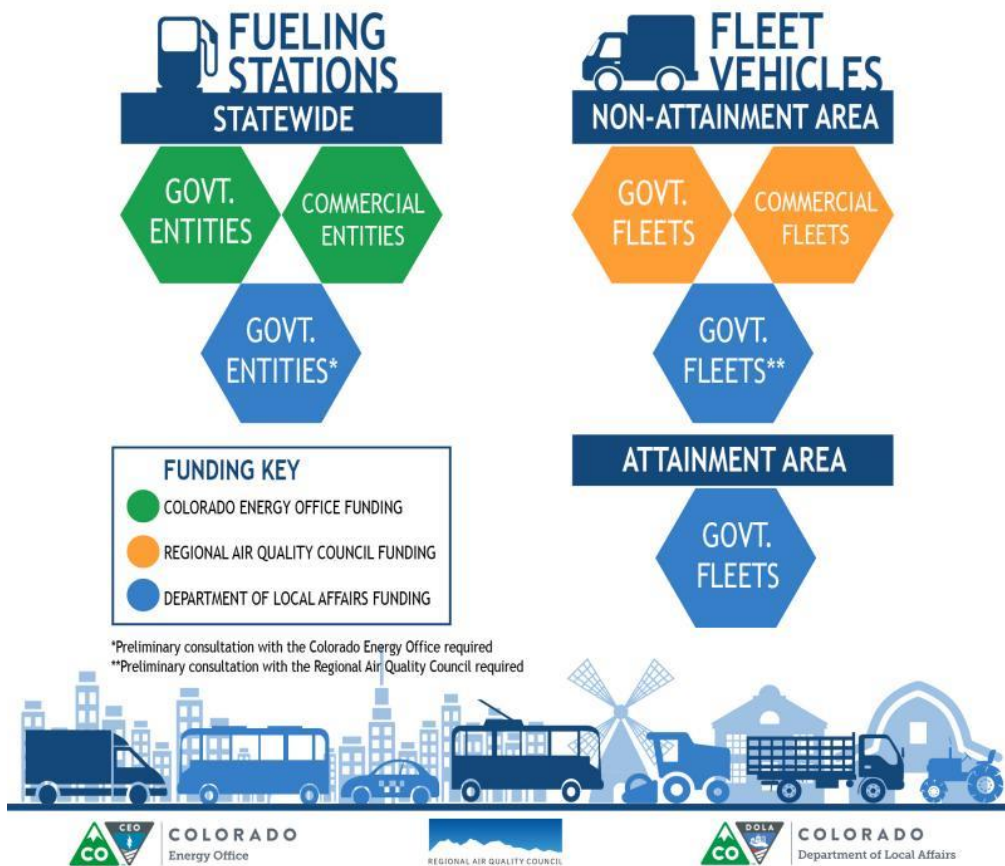 FUELING
STATIONS
STATEWIDE
GOVT.
ENTITIES
COMMERCIAL
ENTITIES
GOVT.
ENTITIES*
FLEET
VEHICLES
NON-ATTAINMENT AREA
GOVT.
FLEETS
COMMERCIAL
FLEETS
GOVT.
FLEETS**
ATTAINMENT AREA
GOVT.
FLEETS
FUNDING KEY
COLORADO ENERGY OFFICE FUNDING
REGIONAL AIR QUALITY COUNCIL FUNDING
DEPARTMENT OF LOCAL AFFAIRS FUNDING
*Preliminary consultation with the Colorado Energy Office required
**Preliminary consultation with the Regional Air Quality Council required
CO
CEO
COLORADO
Energy Office
REGIONAL AIR QUALITY COUNCIL
CO
DOLA
COLORADO
Department of Local Affairs